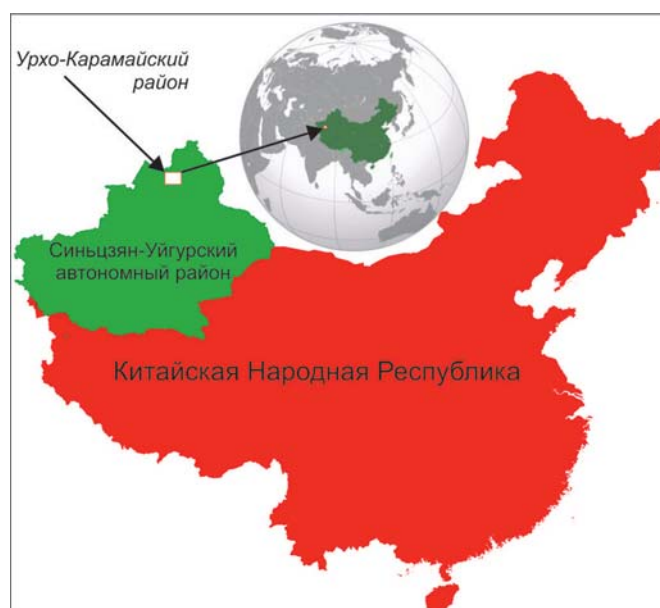 Урхо-Карамайский
район
Синьцзян-Уйгурский
автономный район
Китайская Народная Республика